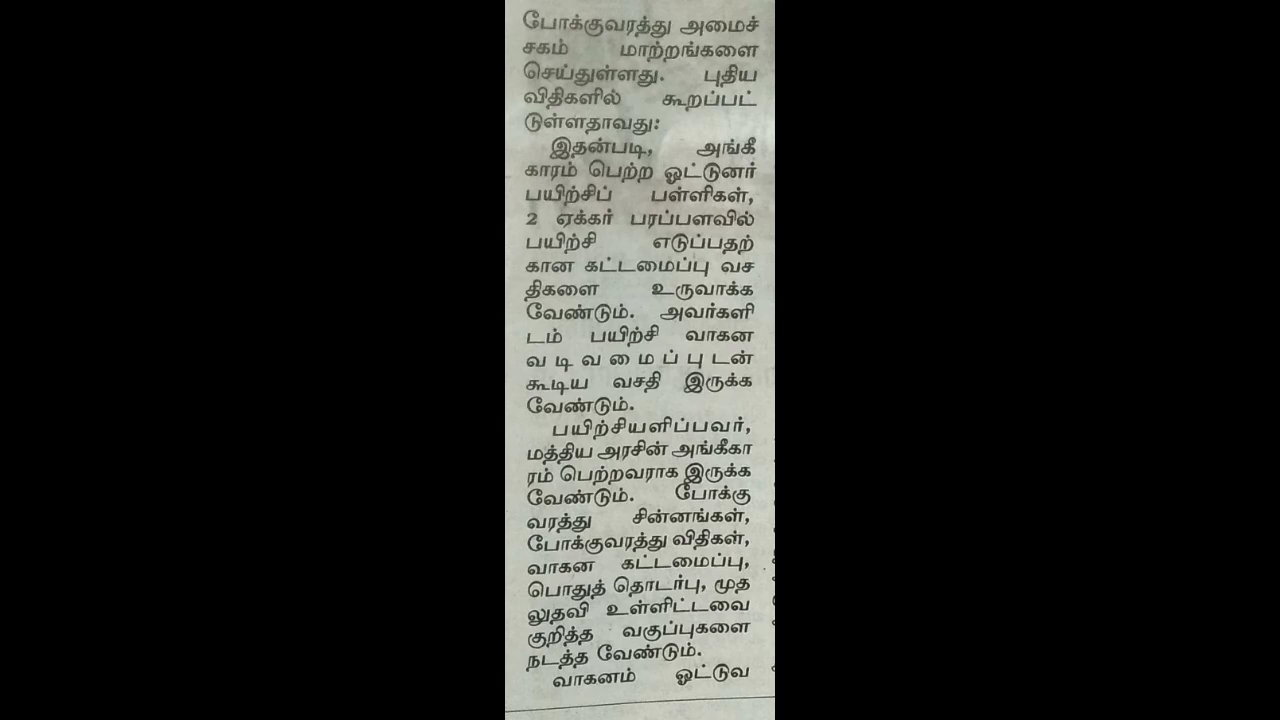 போக்குவரத்து அமைச்
சகம் மாற்றங்களை
செய்துள்ளது. புதிய
விதிகளில் கூறப்பட்
டுள்ளதாவது:
இதன்படி, அங்கீ
காரம் பெற்ற ஓட்டுனர்
பயிற்சிப் பள்ளிகள்,
2 ஏக்கர் பரப்பளவில்
பயிற்சி எடுப்பதற்
கான கட்டமைப்பு வச
திகளை உருவாக்க
வேண்டும். அவர்களி
டம் பயிற்சி வாகன
வடிவமைப்புடன்
கூடிய வசதி இருக்க
வேண்டும்.
பயிற்சியளிப்பவர்,
மத்திய அரசின் அங்கீகா
ரம் பெற்றவராக இருக்க
வேண்டும். போக்கு
வரத்து சின்னங்கள்,
போக்குவரத்து விதிகள்,
வாகன கட்டமைப்பு,
பொதுத் தொடர்பு, முத
லுதவி உள்ளிட்டவை
குறித்த வகுப்புகளை
நடத்த வேண்டும்.
வாகனம் ஓட்டுவ